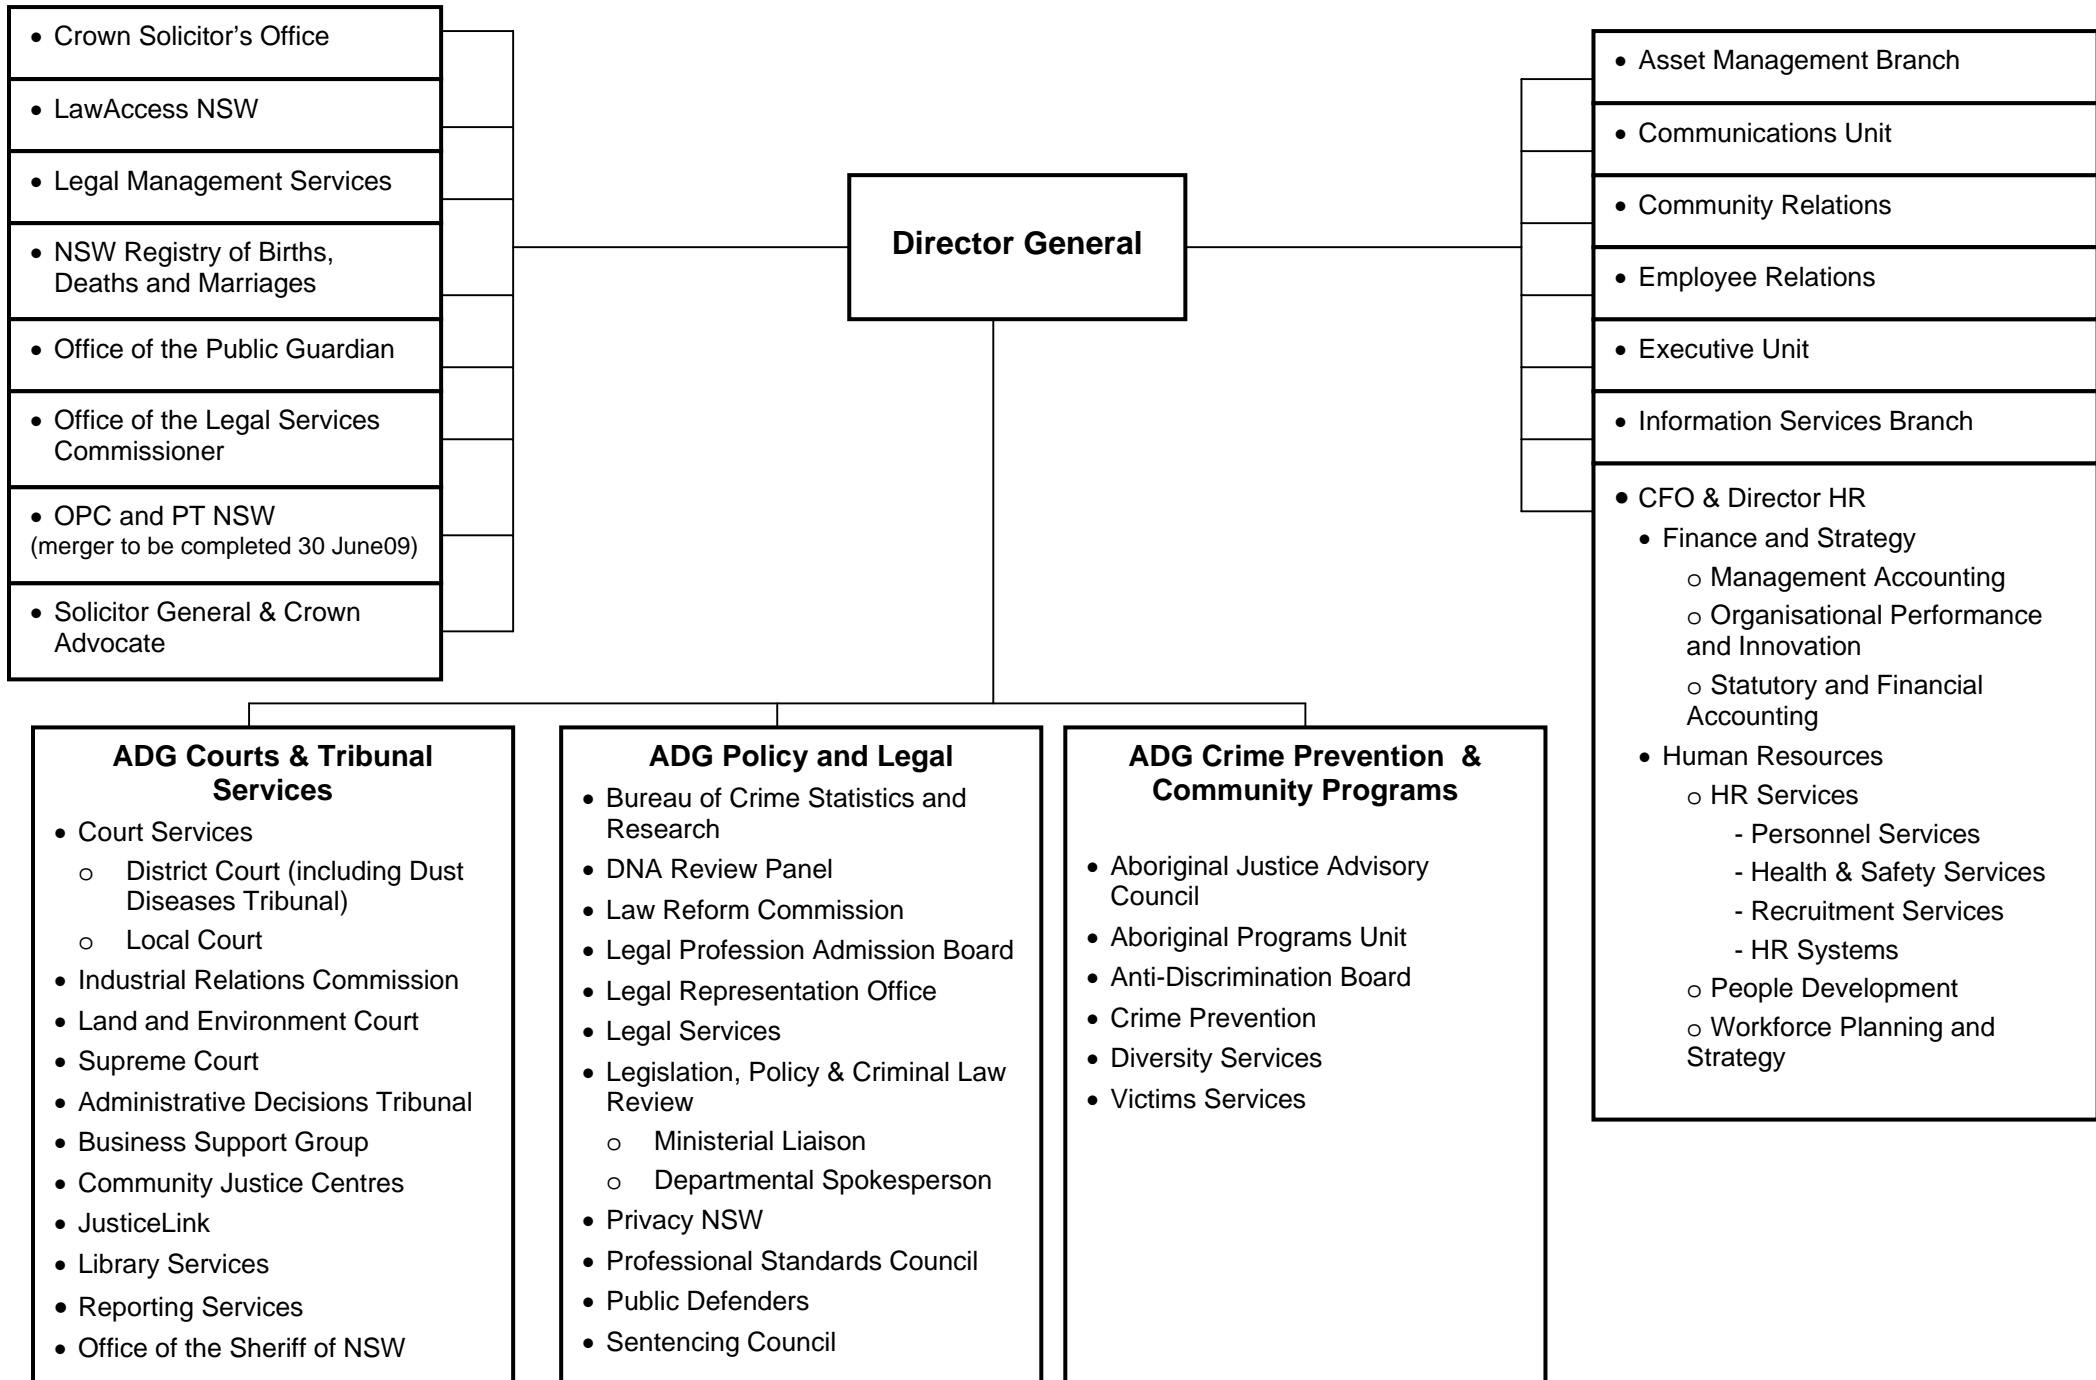 • Crown Solicitor’s Office
• LawAccess NSW
• Legal Management Services
• NSW Registry of Births,
Deaths and Marriages
• Office of the Public Guardian
• Office of the Legal Services
Commissioner
• OPC and PT NSW
(merger to be completed 30 June09)
• Solicitor General & Crown
Advocate
Director General
• Asset Management Branch
• Communications Unit
• Community Relations
• Employee Relations
• Executive Unit
• Information Services Branch
• CFO & Director HR
• Finance and Strategy
o Management Accounting
o Organisational Performance
and Innovation
o Statutory and Financial
Accounting
• Human Resources
o HR Services
- Personnel Services
- Health & Safety Services
- Recruitment Services
- HR Systems
o People Development
o Workforce Planning and
Strategy
ADG Courts & Tribunal
Services
• Court Services
o District Court (including Dust
Diseases Tribunal)
o Local Court
• Industrial Relations Commission
• Land and Environment Court
• Supreme Court
• Administrative Decisions Tribunal
• Business Support Group
• Community Justice Centres
• JusticeLink
• Library Services
• Reporting Services
• Office of the Sheriff of NSW
ADG Policy and Legal
• Bureau of Crime Statistics and
Research
• DNA Review Panel
• Law Reform Commission
• Legal Profession Admission Board
• Legal Representation Office
• Legal Services
• Legislation, Policy & Criminal Law
Review
o Ministerial Liaison
o Departmental Spokesperson
• Privacy NSW
• Professional Standards Council
• Public Defenders
• Sentencing Council
ADG Crime Prevention &
Community Programs
• Aboriginal Justice Advisory
Council
• Aboriginal Programs Unit
• Anti-Discrimination Board
• Crime Prevention
• Diversity Services
• Victims Services